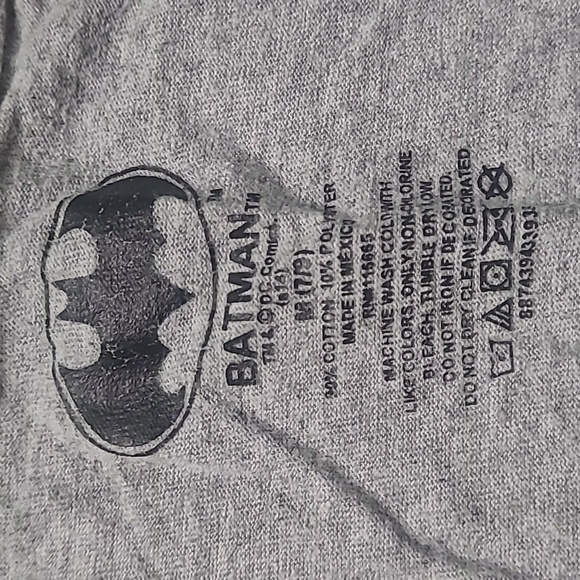 BATMAN™
™ & © DC Comics.
(s14)
M (7/8)
90% COTTON 10% POLYESTER
MADE IN MEXICO
RN#116665
MACHINE WASH COLD WITH
LIKE COLORS. ONLY NON-CHLORINE
BLEACH. TUMBLE DRY LOW.
DO NOT IRON IF DECORATED.
DO NOT DRY CLEAN IF DECORATED